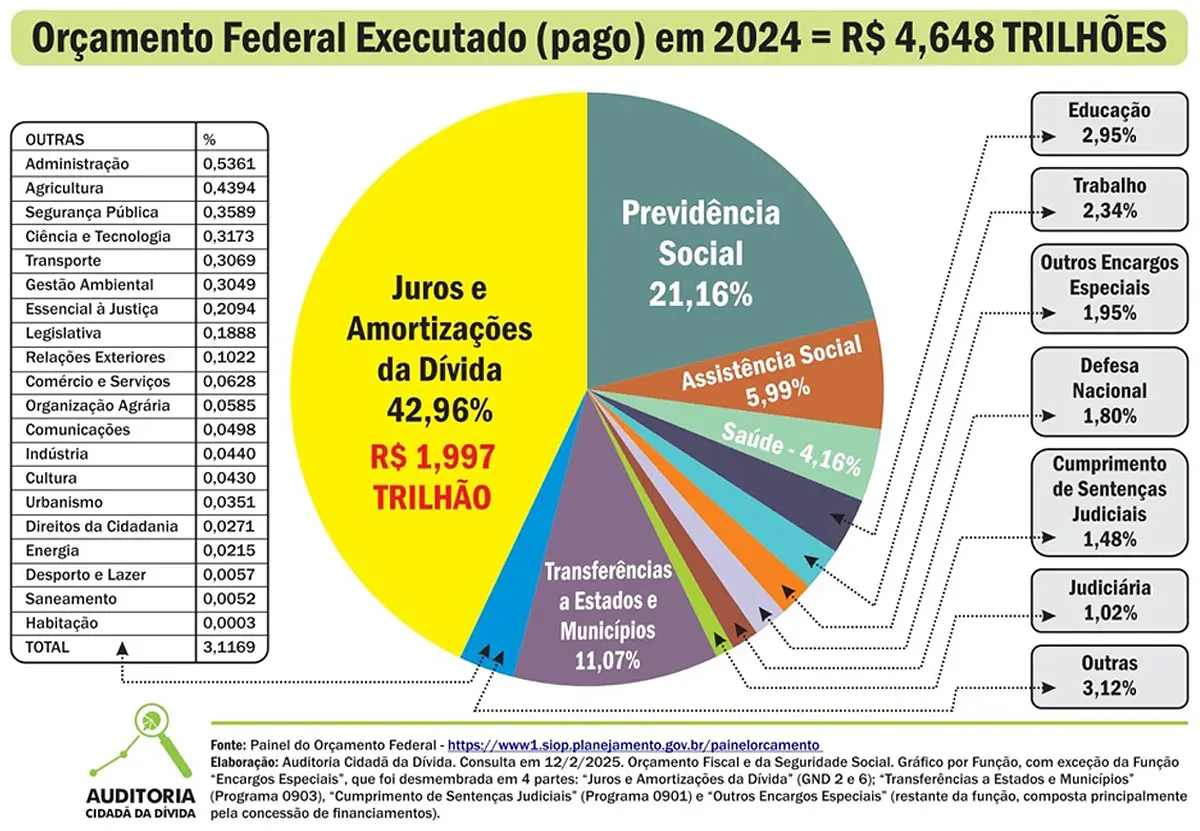 Orçamento Federal Executado (pago) em 2024 = R$ 4,648 TRILHÕES
OUTRAS %
Administração 0,5361
Agricultura 0,4394
Segurança Pública 0,3589
Ciência e Tecnologia 0,3173
Transporte 0,3069
Gestão Ambiental 0,3049
Essencial à Justiça 0,2094
Legislativa 0,1888
Relações Exteriores 0,1022
Comércio e Serviços 0,0628
Organização Agrária 0,0585
Comunicações 0,0498
Indústria 0,0440
Cultura 0,0430
Urbanismo 0,0351
Direitos da Cidadania 0,0271
Energia 0,0215
Desporto e Lazer 0,0057
Saneamento 0,0052
Habitação 0,0003
TOTAL 3,1169
Juros e
Amortizações
da Dívida
42,96%
R$ 1,997
TRILHÃO
Previdência
Social
21,16%
Assistência Social
5,99%
Saúde - 4,16%
Transferências
a Estados e
Municípios
11,07%
Educação
2,95%
Trabalho
2,34%
Outros Encargos
Especiais
1,95%
Defesa
Nacional
1,80%
Cumprimento
de Sentenças
Judiciais
1,48%
Judiciária
1,02%
Outras
3,12%
AUDITORIA
CIDADÃ DA DÍVIDA
Fonte: Painel do Orçamento Federal - https://www1.siop.planejamento.gov.br/painelorcamento
Elaboração: Auditoria Cidadã da Dívida. Consulta em 12/2/2025. Orçamento Fiscal e da Seguridade Social. Gráfico por Função, com exceção da Função
“Encargos Especiais”, que foi desmembrada em 4 partes: “Juros e Amortizações da Dívida” (GND 2 e 6); “Transferências a Estados e Municípios”
(Programa 0903), “Cumprimento de Sentenças Judiciais” (Programa 0901) e “Outros Encargos Especiais” (restante da função, composta principalmente
pela concessão de financiamentos).